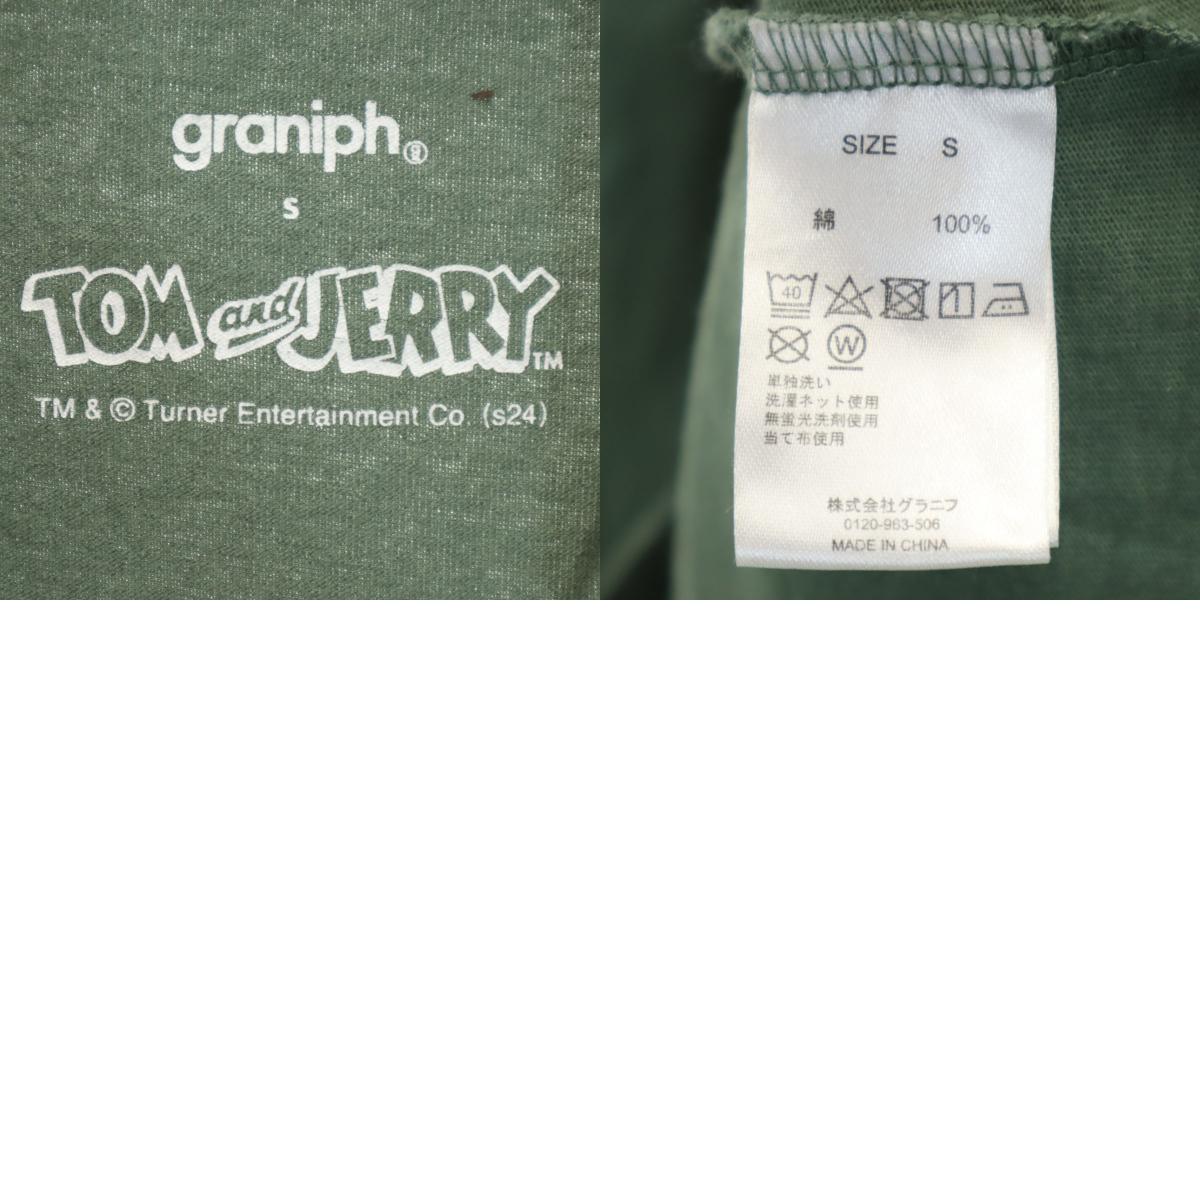 graniph®
S
TOM and JERRY™
TM & © Turner Entertainment Co. (s24)
SIZE S
綿 100%
40
W
単独洗い
洗濯ネット使用
無蛍光洗剤使用
当て布使用
株式会社グラニフ
0120-963-506
MADE IN CHINA